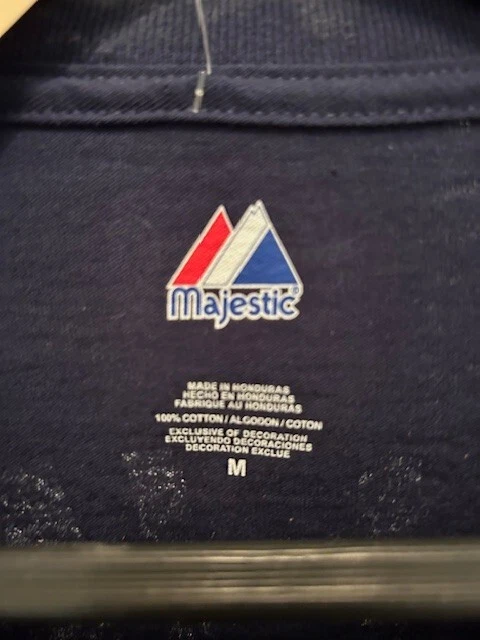 Majestic®
MADE IN HONDURAS
HECHO EN HONDURAS
FABRIQUE AU HONDURAS
100% COTTON / ALGODON / COTON
EXCLUSIVE OF DECORATION
EXCLUYENDO DECORACIONES
DECORATION EXCLUE
M